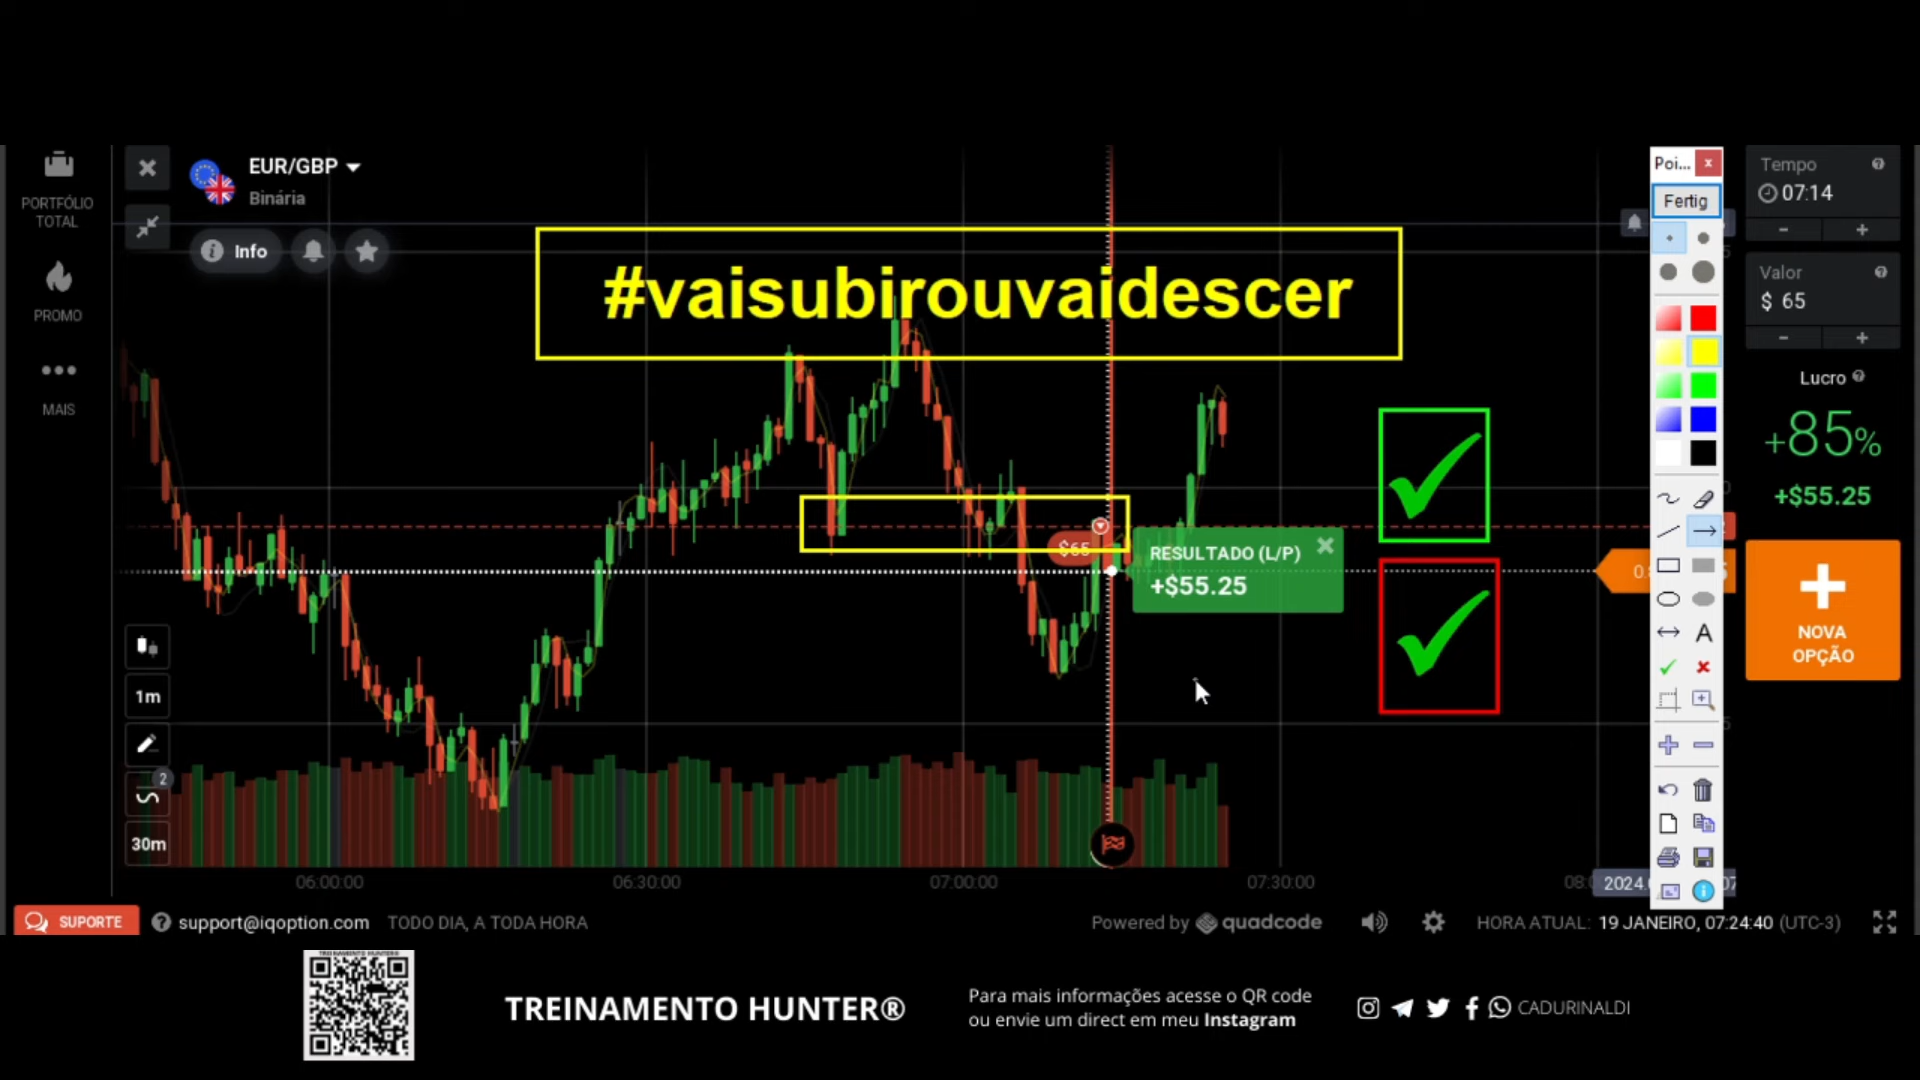 PORTFÓLIO
TOTAL
PROMO
MAIS
EUR/GBP
Binária
Info
#vaisubirouvaidescer
$65
RESULTADO (L/P)
+$55.25
1m
2
30m
06:00:00
06:30:00
07:00:00
07:30:00
Poi...
x
Fertig
A
Tempo
07:14
- +
Valor
$ 65
- +
Lucro
+85%
+$55.25
NOVA
OPÇÃO
SUPORTE
support@iqoption.com
TODO DIA, A TODA HORA
Powered by quadcode
HORA ATUAL: 19 JANEIRO, 07:24:40 (UTC-3)
TREINAMENTO HUNTER®
Para mais informações acesse o QR code
ou envie um direct em meu Instagram
CADURINALDI